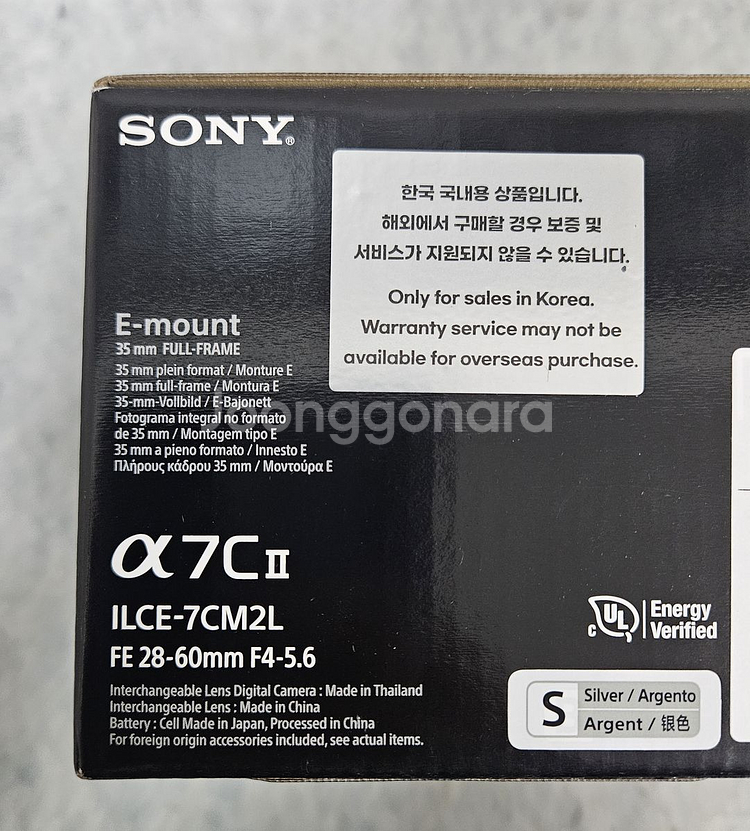 SONY®
한국 국내용 상품입니다.
해외에서 구매할 경우 보증 및
서비스가 지원되지 않을 수 있습니다.
Only for sales in Korea.
Warranty service may not be
available for overseas purchase.
E-mount
35 mm FULL-FRAME
35 mm plein format / Monture E
35 mm full-frame / Montura E
35-mm-Vollbild / E-Bajonett
Fotograma integral no formato
de 35 mm / Montagem tipo E
35 mm a pieno formato / Innesto E
Πλήρους κάδρου 35 mm / Μοντούρα E
Joonggonara
α7CII
ILCE-7CM2L
FE 28-60mm F4-5.6
Interchangeable Lens Digital Camera : Made in Thailand
Interchangeable Lens : Made in China
Battery : Cell Made in Japan, Processed in China
For foreign origin accessories included, see actual items.
c UL Energy
Verified
S Silver / Argento
Argent / 银色